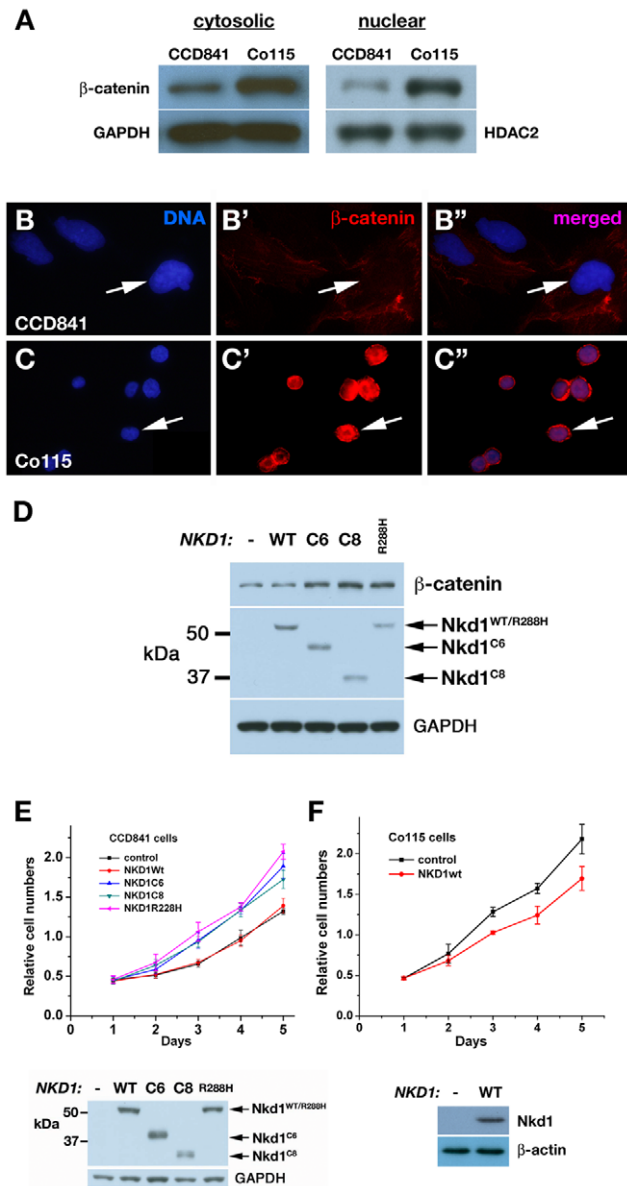 A
cytosolic nuclear
CCD841 Co115 CCD841 Co115
β-catenin
GAPDH HDAC2
B DNA B' β-catenin B" merged
CCD841
C C' C"
Co115
D
NKD1: - WT C6 C8 R288H
β-catenin
50 Nkd1WT/R288H
kDa Nkd1C6
37 Nkd1C8
GAPDH
E F
CCD841 cells
control
NKD1Wt
NKD1C6
NKD1C8
NKD1R228H
Relative cell numbers
2.0
1.5
1.0
0.5
0.0
0 1 2 3 4 5
Days
Co115 cells
control
NKD1wt
Relative cell numbers
2.0
1.5
1.0
0.5
0.0
0 1 2 3 4 5
Days
NKD1: - WT C6 C8 R288H
50 Nkd1WT/R288H
kDa
37 Nkd1C6
Nkd1C8
GAPDH
NKD1: - WT
Nkd1
β-actin